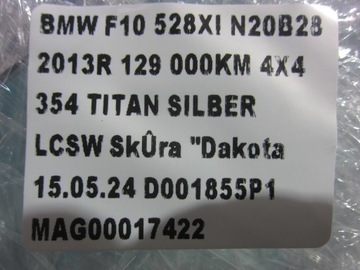 BMW F10 528XI N20B28
2013R 129 000KM 4X4
354 TITAN SILBER
LCSW SkÛra "Dakota
15.05.24 D001855P1
MAG00017422